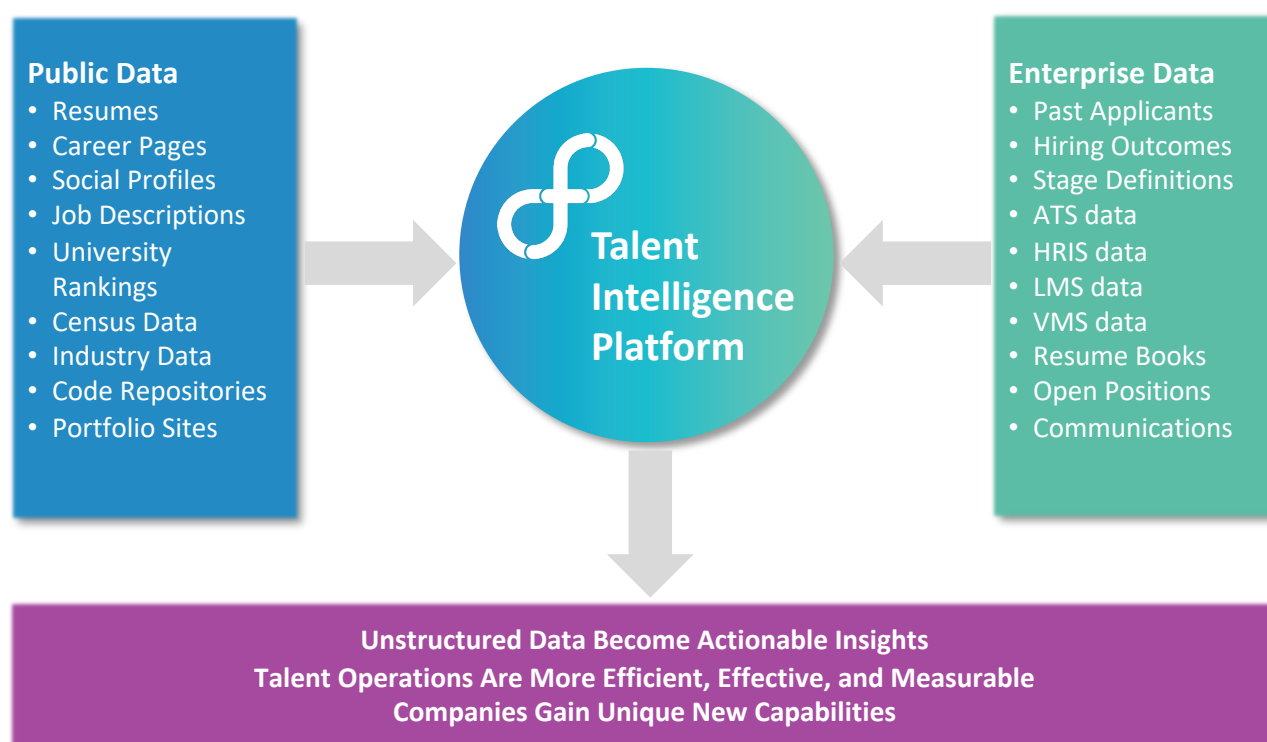 Public Data
• Resumes
• Career Pages
• Social Profiles
• Job Descriptions
• University
Rankings
• Census Data
• Industry Data
• Code Repositories
• Portfolio Sites
Talent
Intelligence
Platform
Enterprise Data
• Past Applicants
• Hiring Outcomes
• Stage Definitions
• ATS data
• HRIS data
• LMS data
• VMS data
• Resume Books
• Open Positions
• Communications
Unstructured Data Become Actionable Insights
Talent Operations Are More Efficient, Effective, and Measurable
Companies Gain Unique New Capabilities